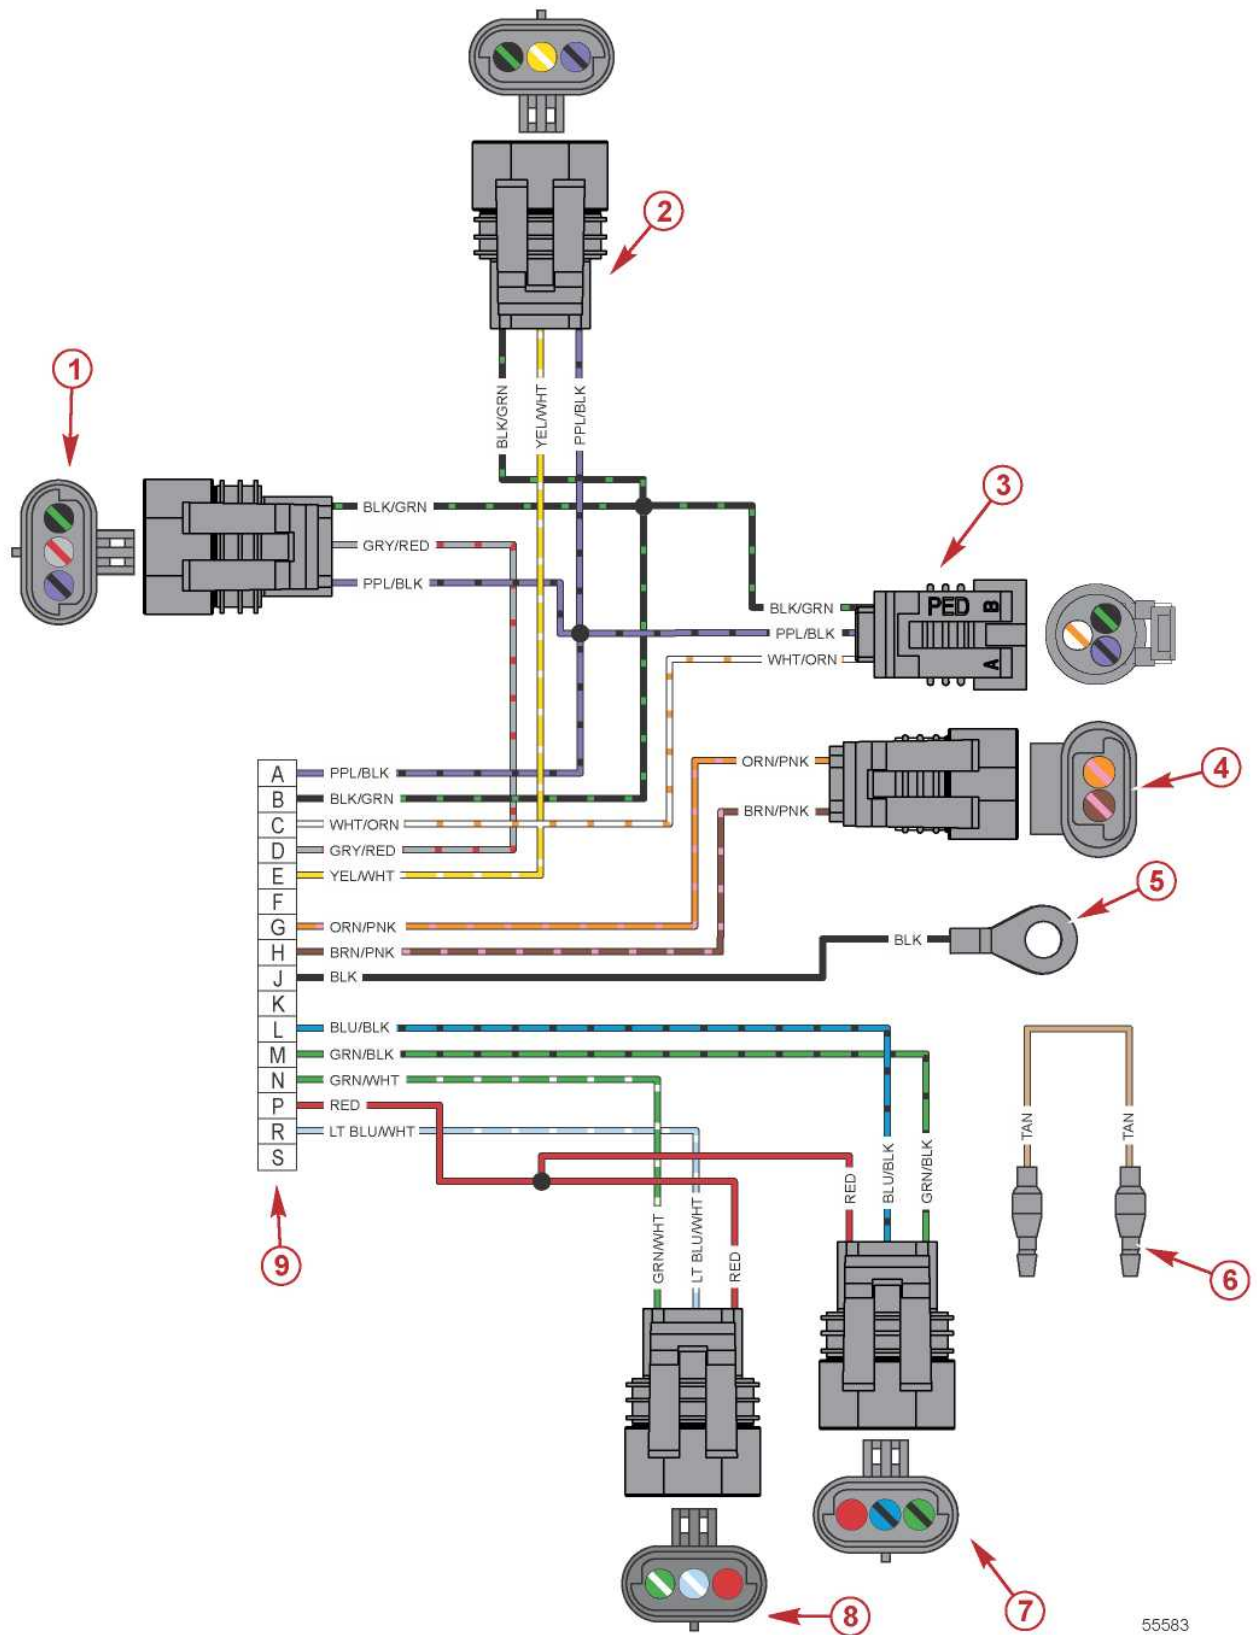 2
1
BLK/GRN
YEL/WHT
PPL/BLK
3
BLK/GRN
GRY/RED
PPL/BLK
BLK/GRN
PPL/BLK
WHT/ORN
PED
B
A
ORN/PNK
BRN/PNK
4
A PPL/BLK
B BLK/GRN
C WHT/ORN
D GRY/RED
E YEL/WHT
F
G ORN/PNK
H BRN/PNK
J BLK
K
L BLU/BLK
M GRN/BLK
N GRN/WHT
P RED
R LT BLU/WHT
S
5
BLK
TAN
TAN
RED
BLU/BLK
GRN/BLK
GRN/WHT
LT BLU/WHT
RED
9
6
7
8
55583